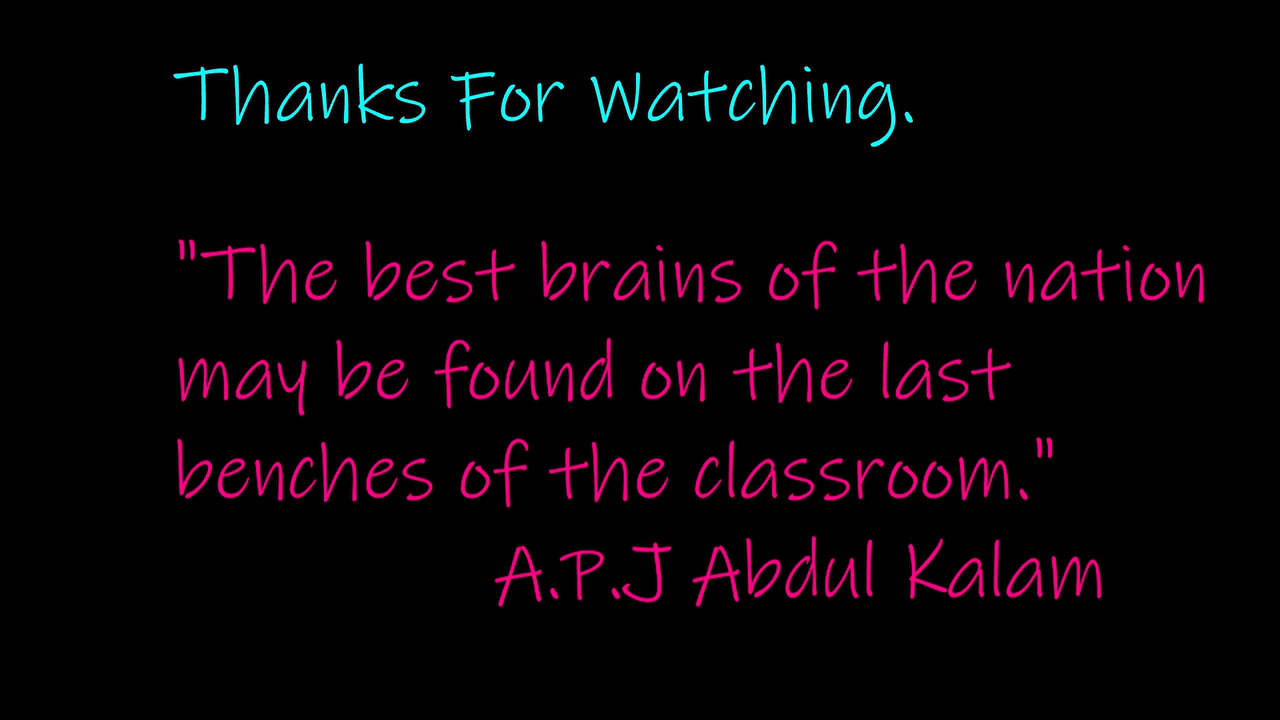 Thanks For Watching.
"The best brains of the nation
may be found on the last
benches of the classroom."
A.P.J Abdul Kalam